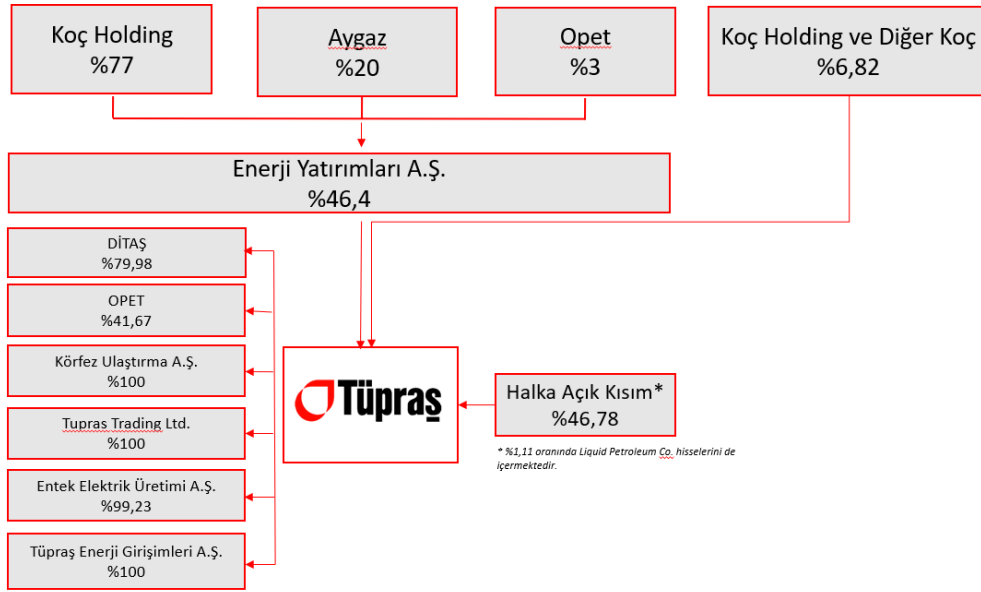 Koç Holding
%77
Aygaz
%20
Opet
%3
Koç Holding ve Diğer Koç
%6,82
Enerji Yatırımları A.Ş.
%46,4
DİTAŞ
%79,98
OPET
%41,67
Körfez Ulaştırma A.Ş.
%100
Tupras Trading Ltd.
%100
Entek Elektrik Üretimi A.Ş.
%99,23
Tüpraş Enerji Girişimleri A.Ş.
%100
Tüpraş
Halka Açık Kısım*
%46,78
* %1,11 oranında Liquid Petroleum Co. hisselerini de
içermektedir.